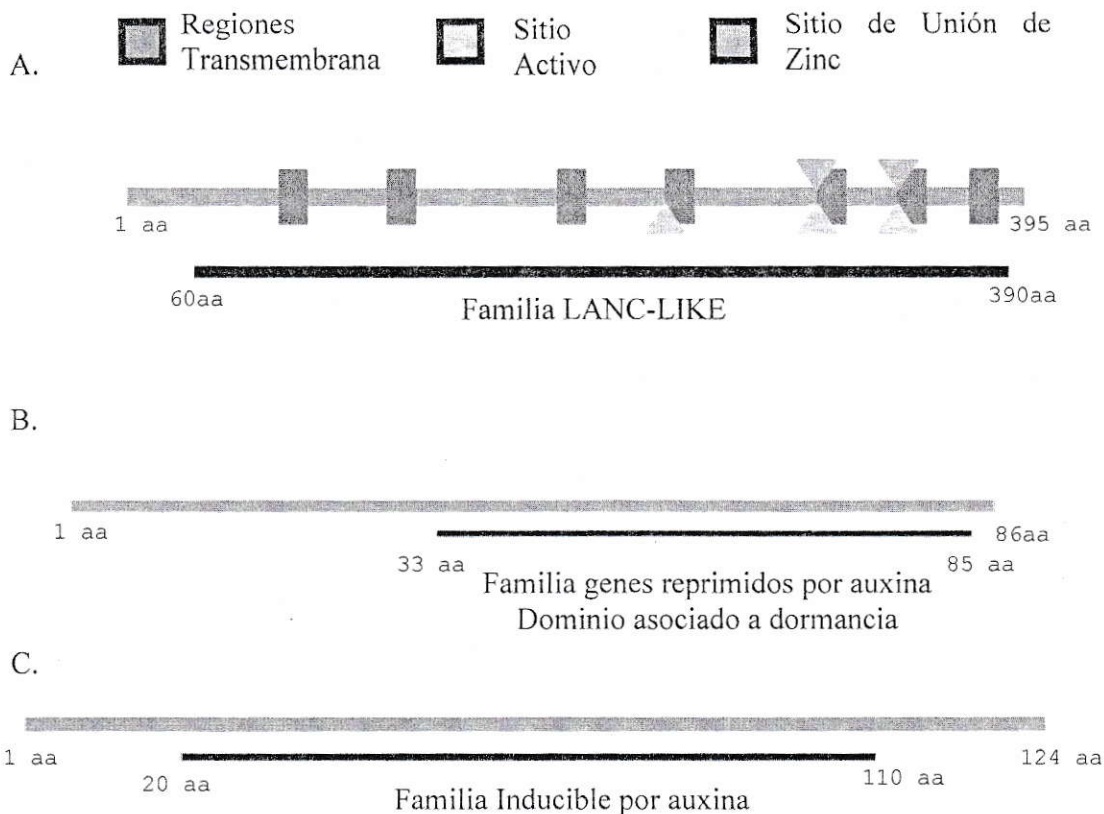 A.
Regiones
Transmembrana
Sitio
Activo
Sitio de Unión de
Zinc
1 aa
395 aa
60aa
390aa
Familia LANC-LIKE
B.
1 aa
86aa
33 aa
85 aa
Familia genes reprimidos por auxina
Dominio asociado a dormancia
C.
1 aa
124 aa
20 aa
110 aa
Familia Inducible por auxina